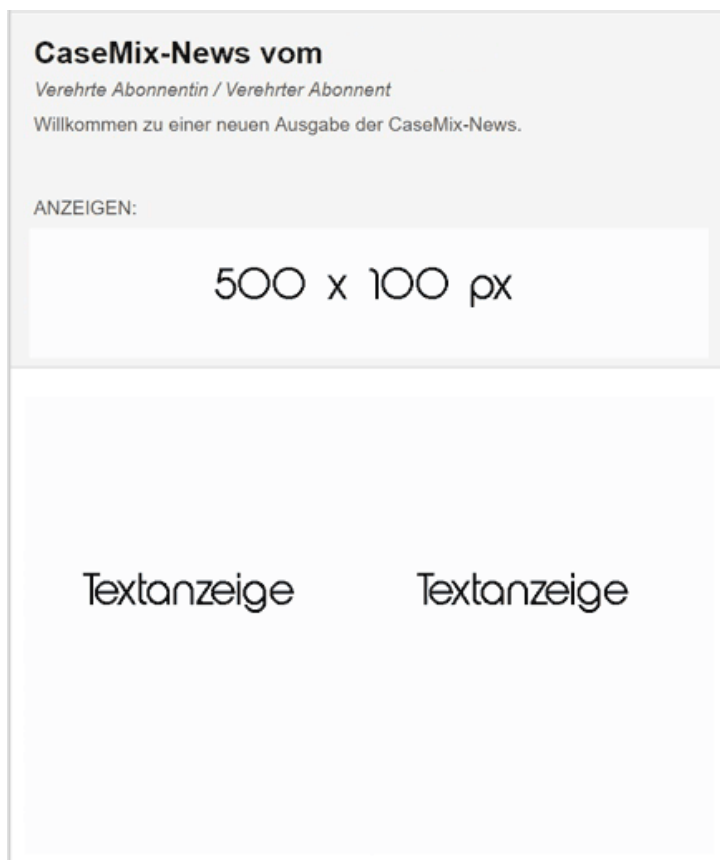 CaseMix-News vom
Verehrte Abonnentin / Verehrter Abonnent
Willkommen zu einer neuen Ausgabe der CaseMix-News.
ANZEIGEN:
500 x 100 px
Textanzeige Textanzeige